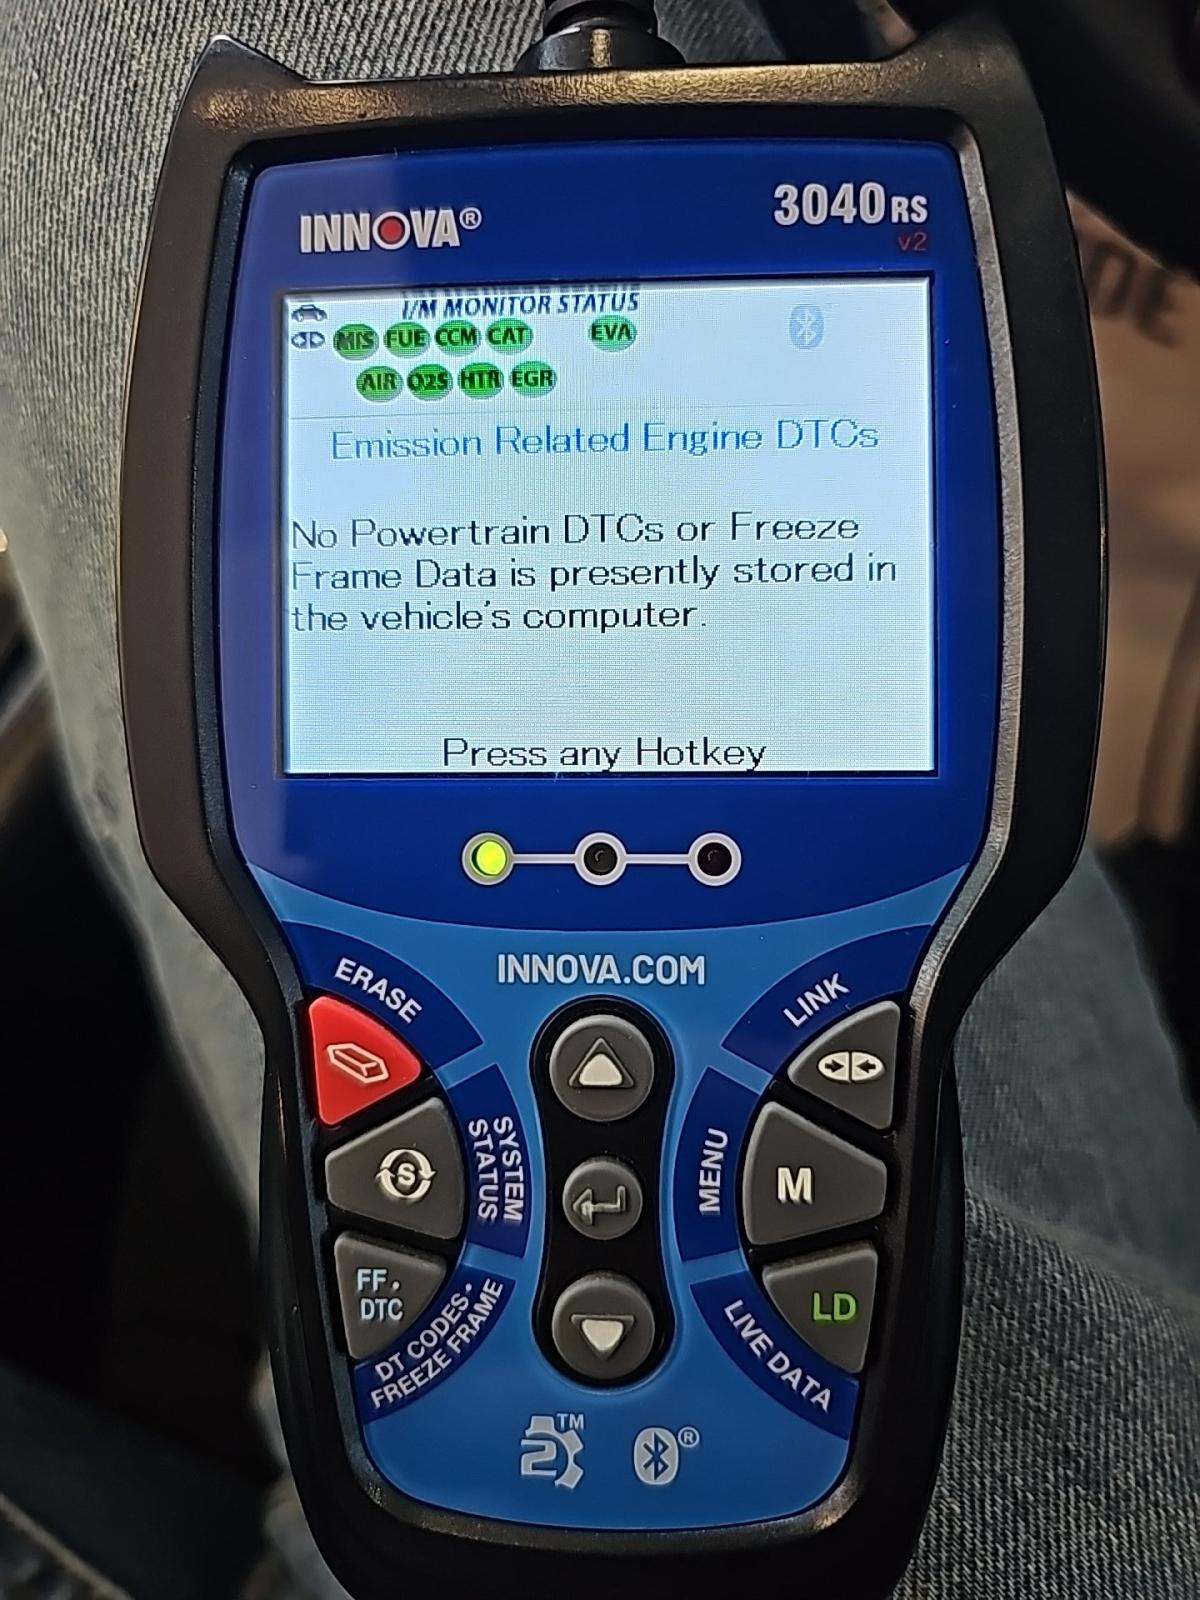 INNOVA®
3040RS
v2
I/M MONITOR STATUS
MIS FUE CCM CAT EVA
AIR O2S HTR EGR
Emission Related Engine DTCs
No Powertrain DTCs or Freeze
Frame Data is presently stored in
the vehicle's computer.
Press any Hotkey
INNOVA.COM
ERASE
LINK
SYSTEM
STATUS
S
MENU
M
FF.
DTC
DT CODES •
FREEZE FRAME
LD
LIVE DATA
2 ™
®